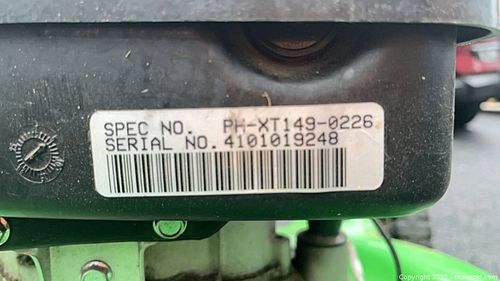 SPEC NO. PH-XT149-0226
SERIAL NO. 4101019248